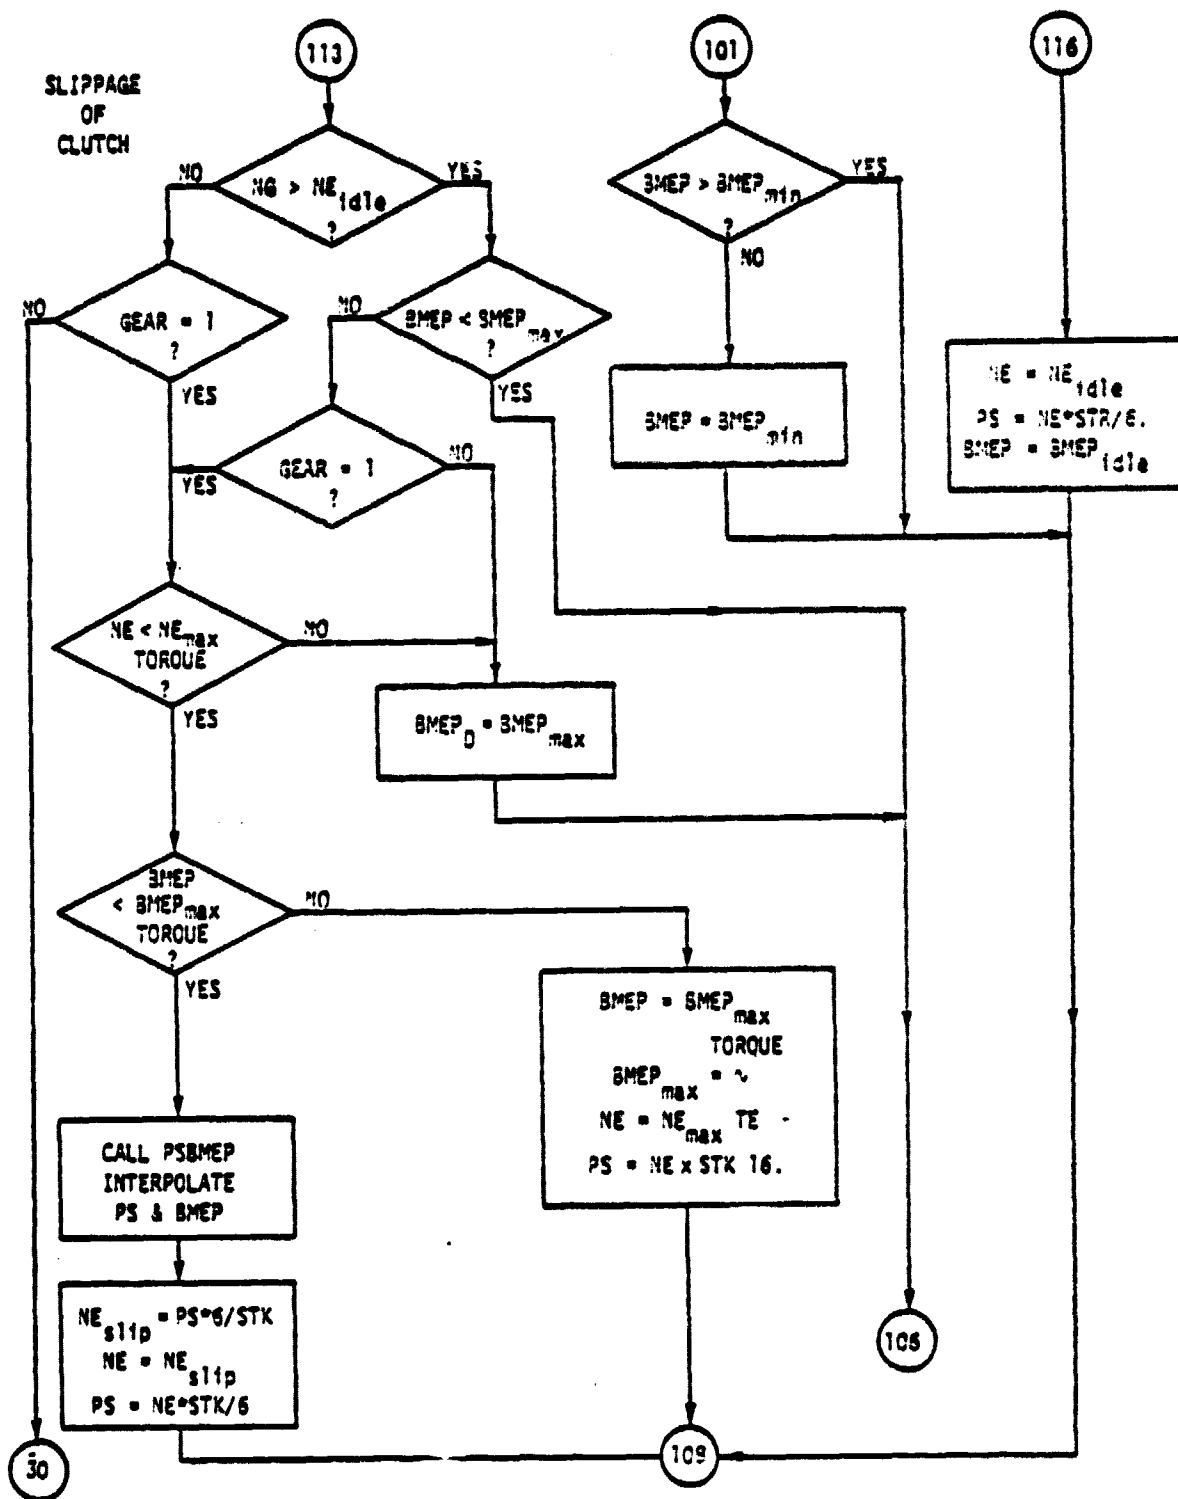 113
101
116
SLIPPAGE
OF
CLUTCH
NO
NG > NE idle
?
YES
BMEP > BMEP min
?
YES
NO
NO
GEAR = 1
?
YES
NO
BMEP < BMEP max
?
YES
GEAR = 1
?
YES
NO
BMEP = BMEP min
NE = NE idle
PS = NE*STR/6.
BMEP = BMEP idle
NE < NE max
TORQUE
?
NO
YES
BMEP D = BMEP max
BMEP
< BMEP max
TORQUE
?
NO
YES
BMEP = BMEP max
TORQUE
BMEP max = ~
NE = NE max TE -
PS = NE x STK 16.
CALL PSBMEP
INTERPOLATE
PS & BMEP
NE slip = PS*6/STK
NE = NE slip
PS = NE*STK/6
30
109